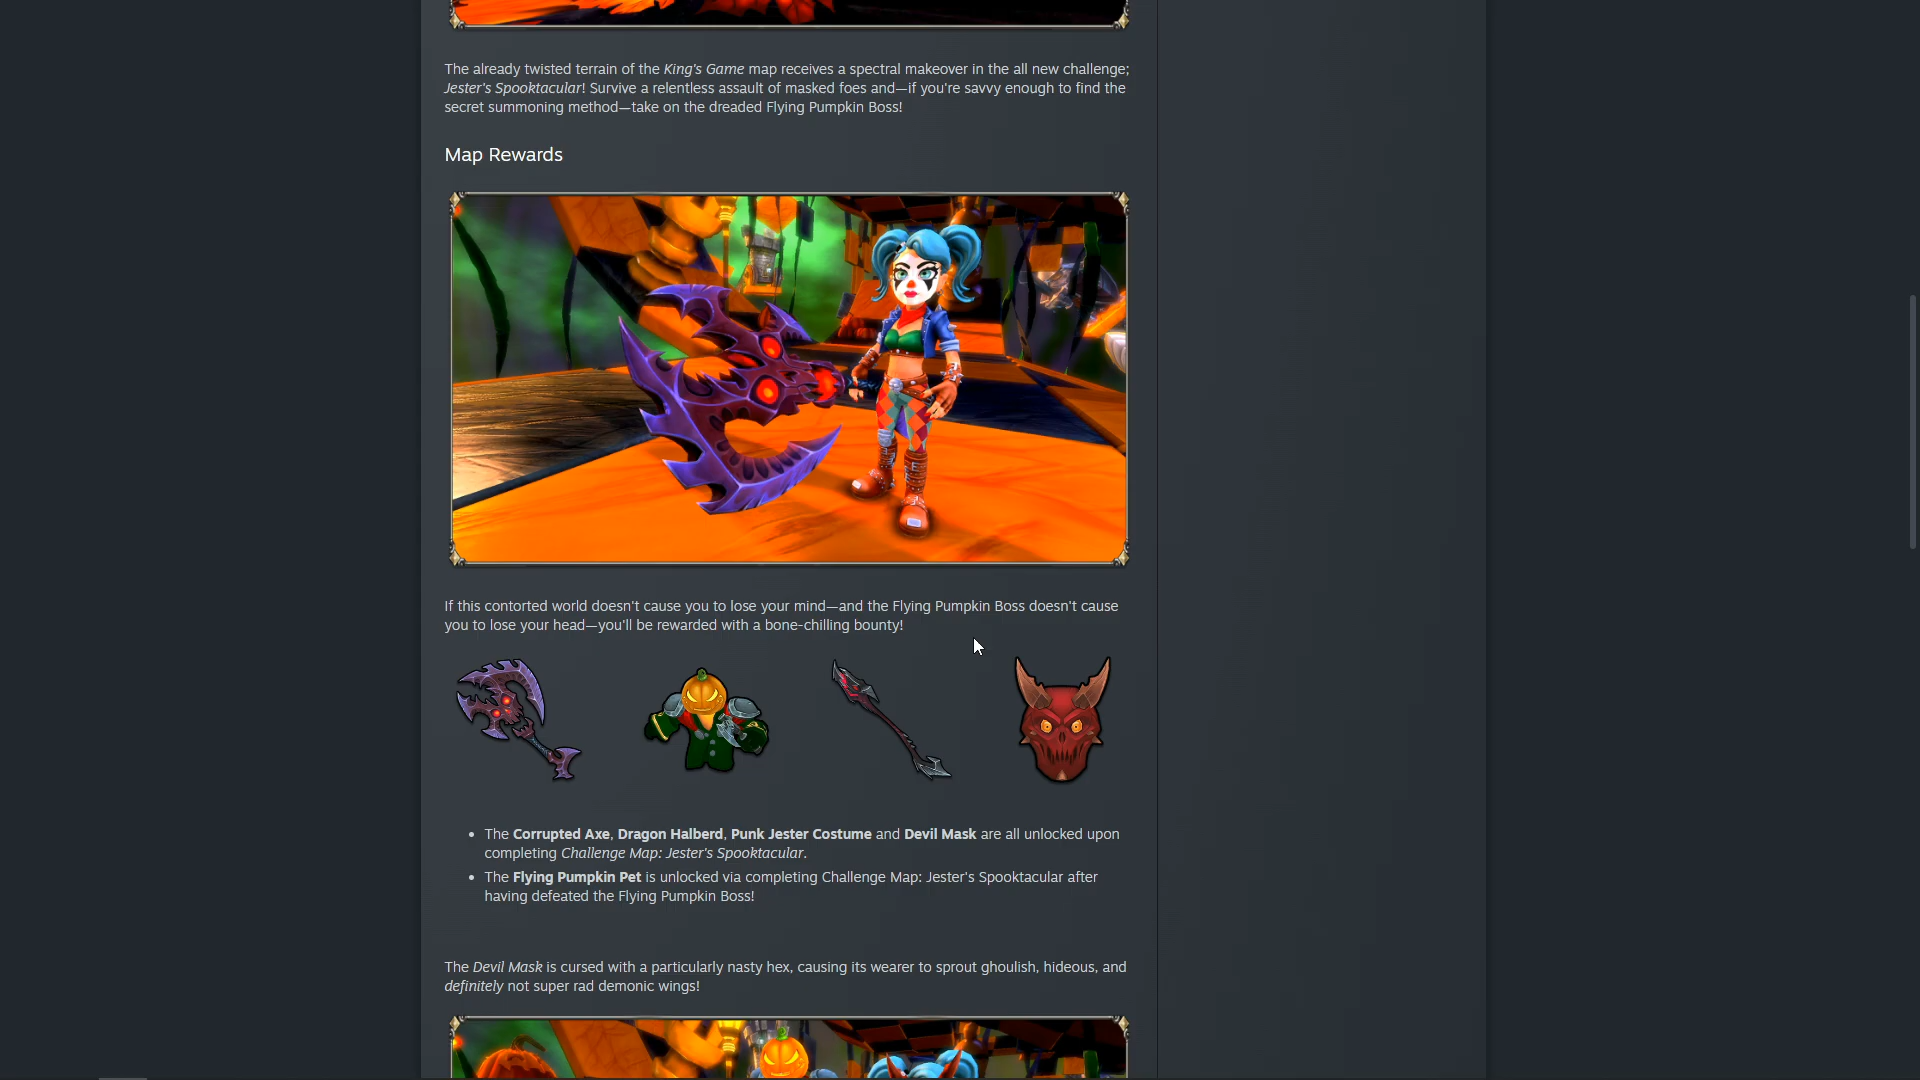 The already twisted terrain of the King's Game map receives a spectral makeover in the all new challenge;
Jester's Spooktacular! Survive a relentless assault of masked foes and—if you're savvy enough to find the
secret summoning method—take on the dreaded Flying Pumpkin Boss!
Map Rewards
If this contorted world doesn't cause you to lose your mind—and the Flying Pumpkin Boss doesn't cause
you to lose your head—you'll be rewarded with a bone-chilling bounty!
• The Corrupted Axe, Dragon Halberd, Punk Jester Costume and Devil Mask are all unlocked upon
completing Challenge Map: Jester's Spooktacular.
• The Flying Pumpkin Pet is unlocked via completing Challenge Map: Jester's Spooktacular after
having defeated the Flying Pumpkin Boss!
The Devil Mask is cursed with a particularly nasty hex, causing its wearer to sprout ghoulish, hideous, and
definitely not super rad demonic wings!